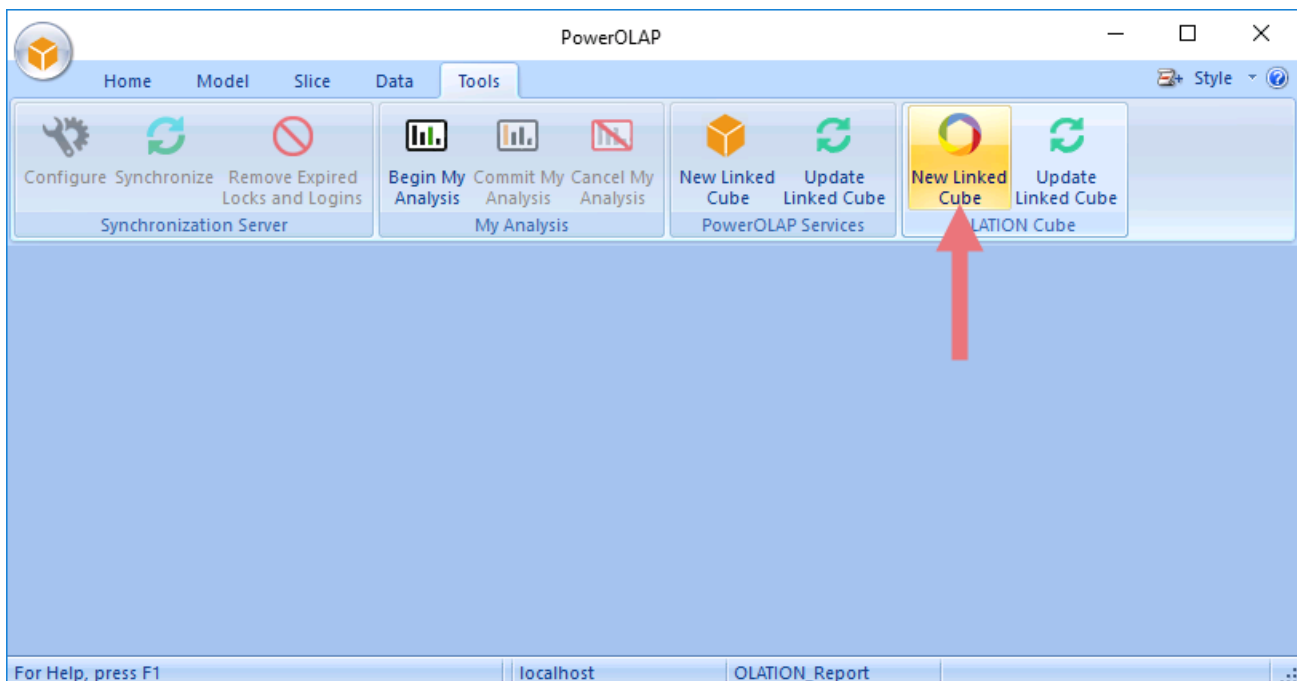 PowerOLAP
Home Model Slice Data Tools Style
Configure Synchronize Remove Expired Locks and Logins
Synchronization Server
Begin My Analysis Commit My Analysis Cancel My Analysis
My Analysis
New Linked Cube Update Linked Cube
PowerOLAP Services
New Linked Cube Update Linked Cube
LATION Cube
For Help, press F1 localhost OLATION_Report